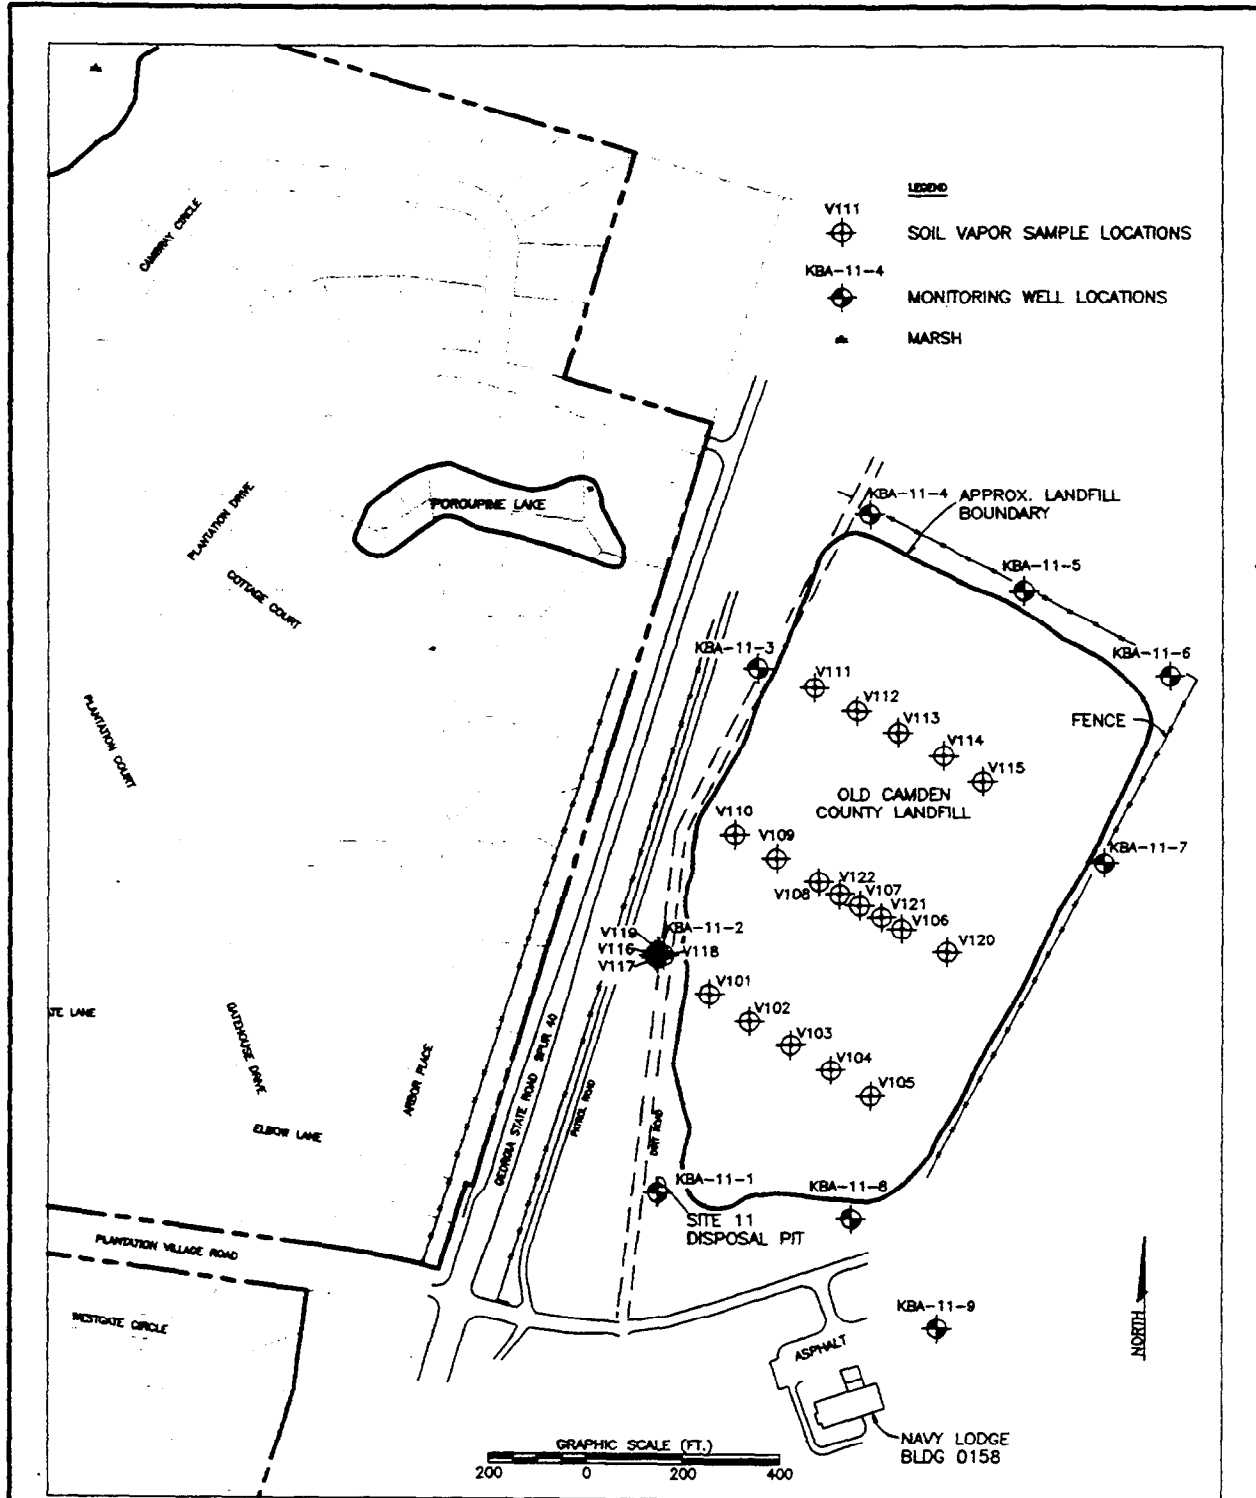 LEGEND
V111
SOIL VAPOR SAMPLE LOCATIONS
KBA-11-4
MONITORING WELL LOCATIONS
MARSH
CAMBRAY CIRCLE
PORCUPINE LAKE
PLANTATION DRIVE
COTTAGE COURT
PLANTATION COURT
KBA-11-4
APPROX. LANDFILL
BOUNDARY
KBA-11-5
KBA-11-3
KBA-11-6
V111
V112
V113
FENCE
V114
V115
OLD CAMDEN
COUNTY LANDFILL
V110
V109
KBA-11-7
V122
V108
V107
V121
V106
V119
KBA-11-2
V116
V118
V120
V117
V101
V102
V103
V104
V105
TE LANE
GATEHOUSE DRIVE
ARBOR PLACE
ELBOW LANE
GEORGIA STATE ROAD SPUR 40
PATROL ROAD
DIRT ROAD
KBA-11-1
KBA-11-8
SITE 11
DISPOSAL PIT
PLANTATION VILLAGE ROAD
WESTGATE CIRCLE
KBA-11-9
ASPHALT
NORTH
NAVY LODGE
BLDG 0158
GRAPHIC SCALE (FT.)
200 0 200 400